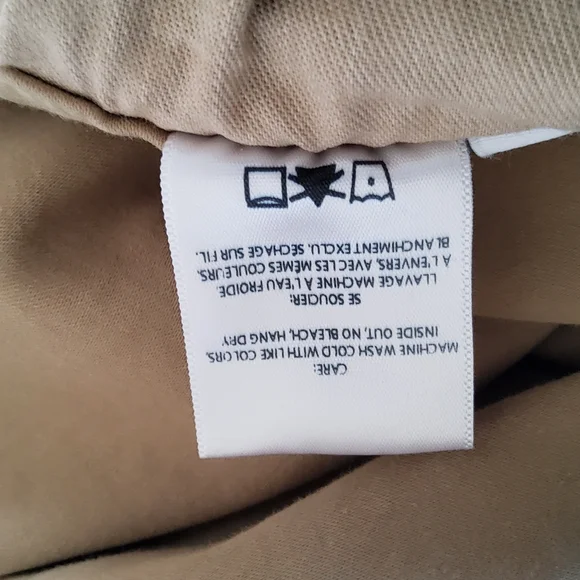 CARE:
MACHINE WASH COLD WITH LIKE COLORS,
INSIDE OUT, NO BLEACH, HANG DRY
SE SOUCER:
LLAVAGE MACHINE À L'EAU FROIDE
A L'ENVERS, AVEC LES MÊMES COULEURS,
BLANCHIMENT EXCLU. SÉCHAGE SUR FIL.